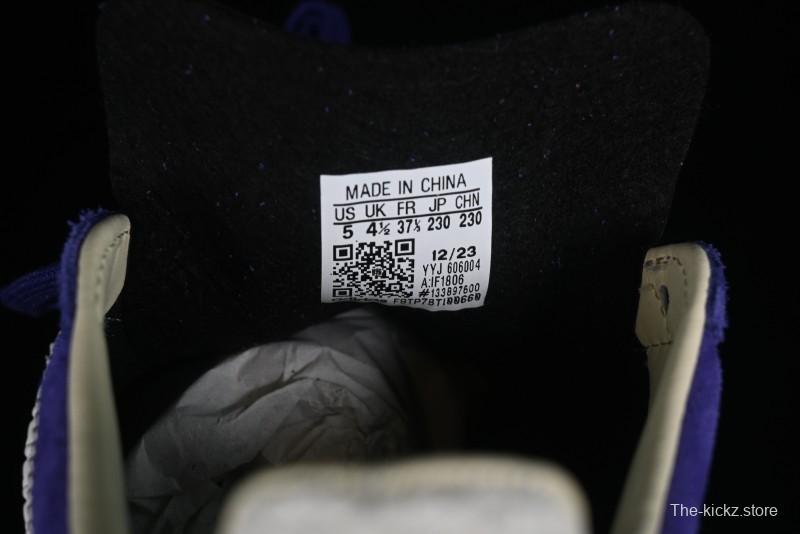 MADE IN CHINA
US UK FR JP CHN
5 4½ 37⅓ 230 230
12/23
YYJ 606004
A:IF1806
#133897600
F9TP78TI00660
The-kickz.store